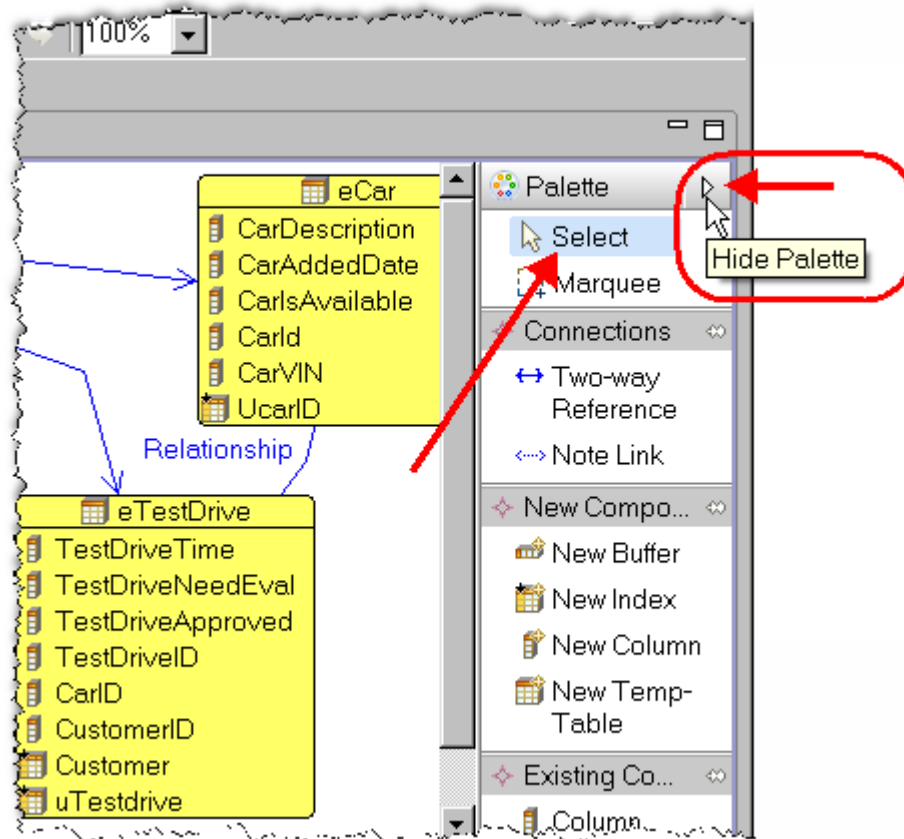 100%
eCar
CarDescription
CarAddedDate
CarIsAvailable
CarId
CarVIN
UcarID
Relationship
eTestDrive
TestDriveTime
TestDriveNeedEval
TestDriveApproved
TestDriveID
CarID
CustomerID
Customer
uTestdrive
Palette
Select
Hide Palette
Marquee
Connections
Two-way
Reference
Note Link
New Compo...
New Buffer
New Index
New Column
New Temp-
Table
Existing Co...
Column